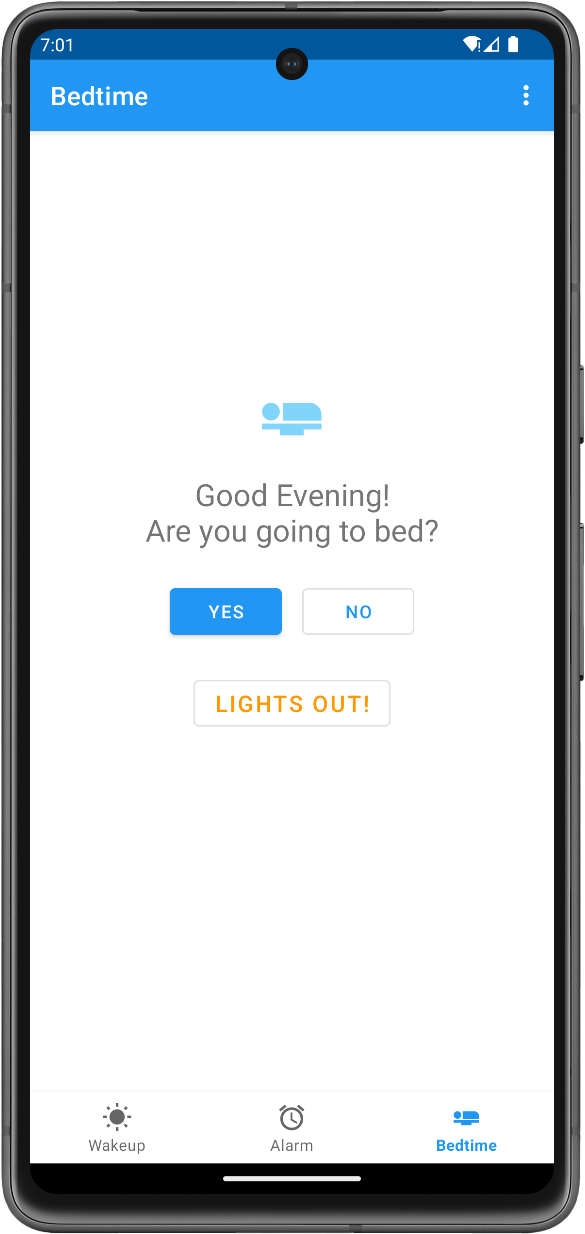 7:01
Bedtime
Good Evening!
Are you going to bed?
YES
NO
LIGHTS OUT!
Wakeup
Alarm
Bedtime